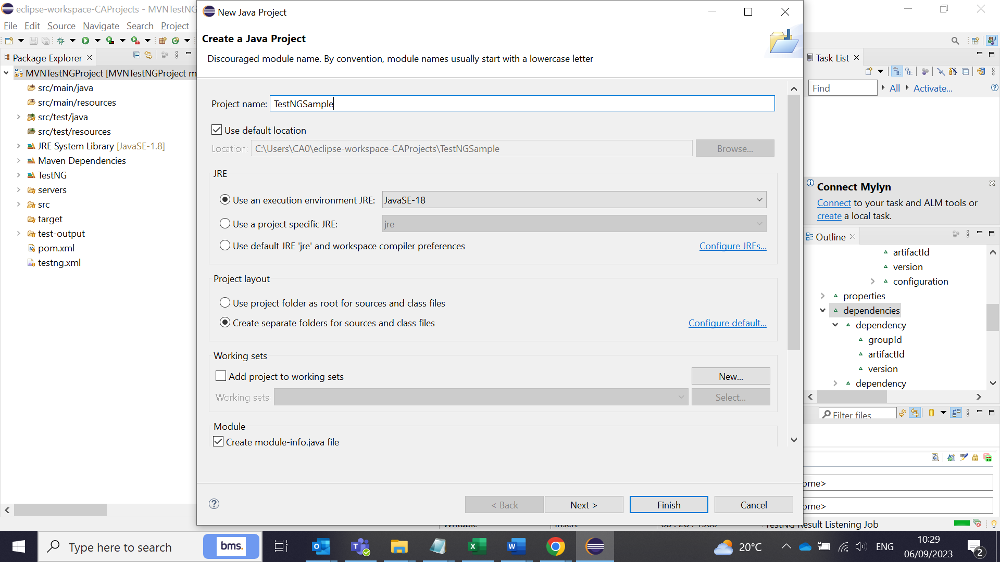 eclipse-workspace-CAProjects - MVNTestNG
File Edit Source Navigate Search Project
Package Explorer
MVNTestNGProject [MVNTestNGProject m
src/main/java
src/main/resources
src/test/java
src/test/resources
JRE System Library [JavaSE-1.8]
Maven Dependencies
TestNG
servers
src
target
test-output
pom.xml
testng.xml
New Java Project
Create a Java Project
Discouraged module name. By convention, module names usually start with a lowercase letter
Project name: TestNGSample
Use default location
Location: C:\Users\CA0\eclipse-workspace-CAProjects\TestNGSample Browse...
JRE
Use an execution environment JRE: JavaSE-18
Use a project specific JRE: jre
Use default JRE 'jre' and workspace compiler preferences Configure JREs...
Project layout
Use project folder as root for sources and class files
Create separate folders for sources and class files Configure default...
Working sets
Add project to working sets New...
Working sets: Select...
Module
Create module-info.java file
< Back Next > Finish Cancel
Task List
Find All Activate...
Connect Mylyn
Connect to your task and ALM tools or
create a local task.
Outline
artifactId
version
configuration
properties
dependencies
dependency
groupId
artifactId
version
dependency
Filter files
ome>
ome>
Writable Insert TestNG Result Listening Job
Type here to search bms.
20°C ENG 10:29
06/09/2023 2